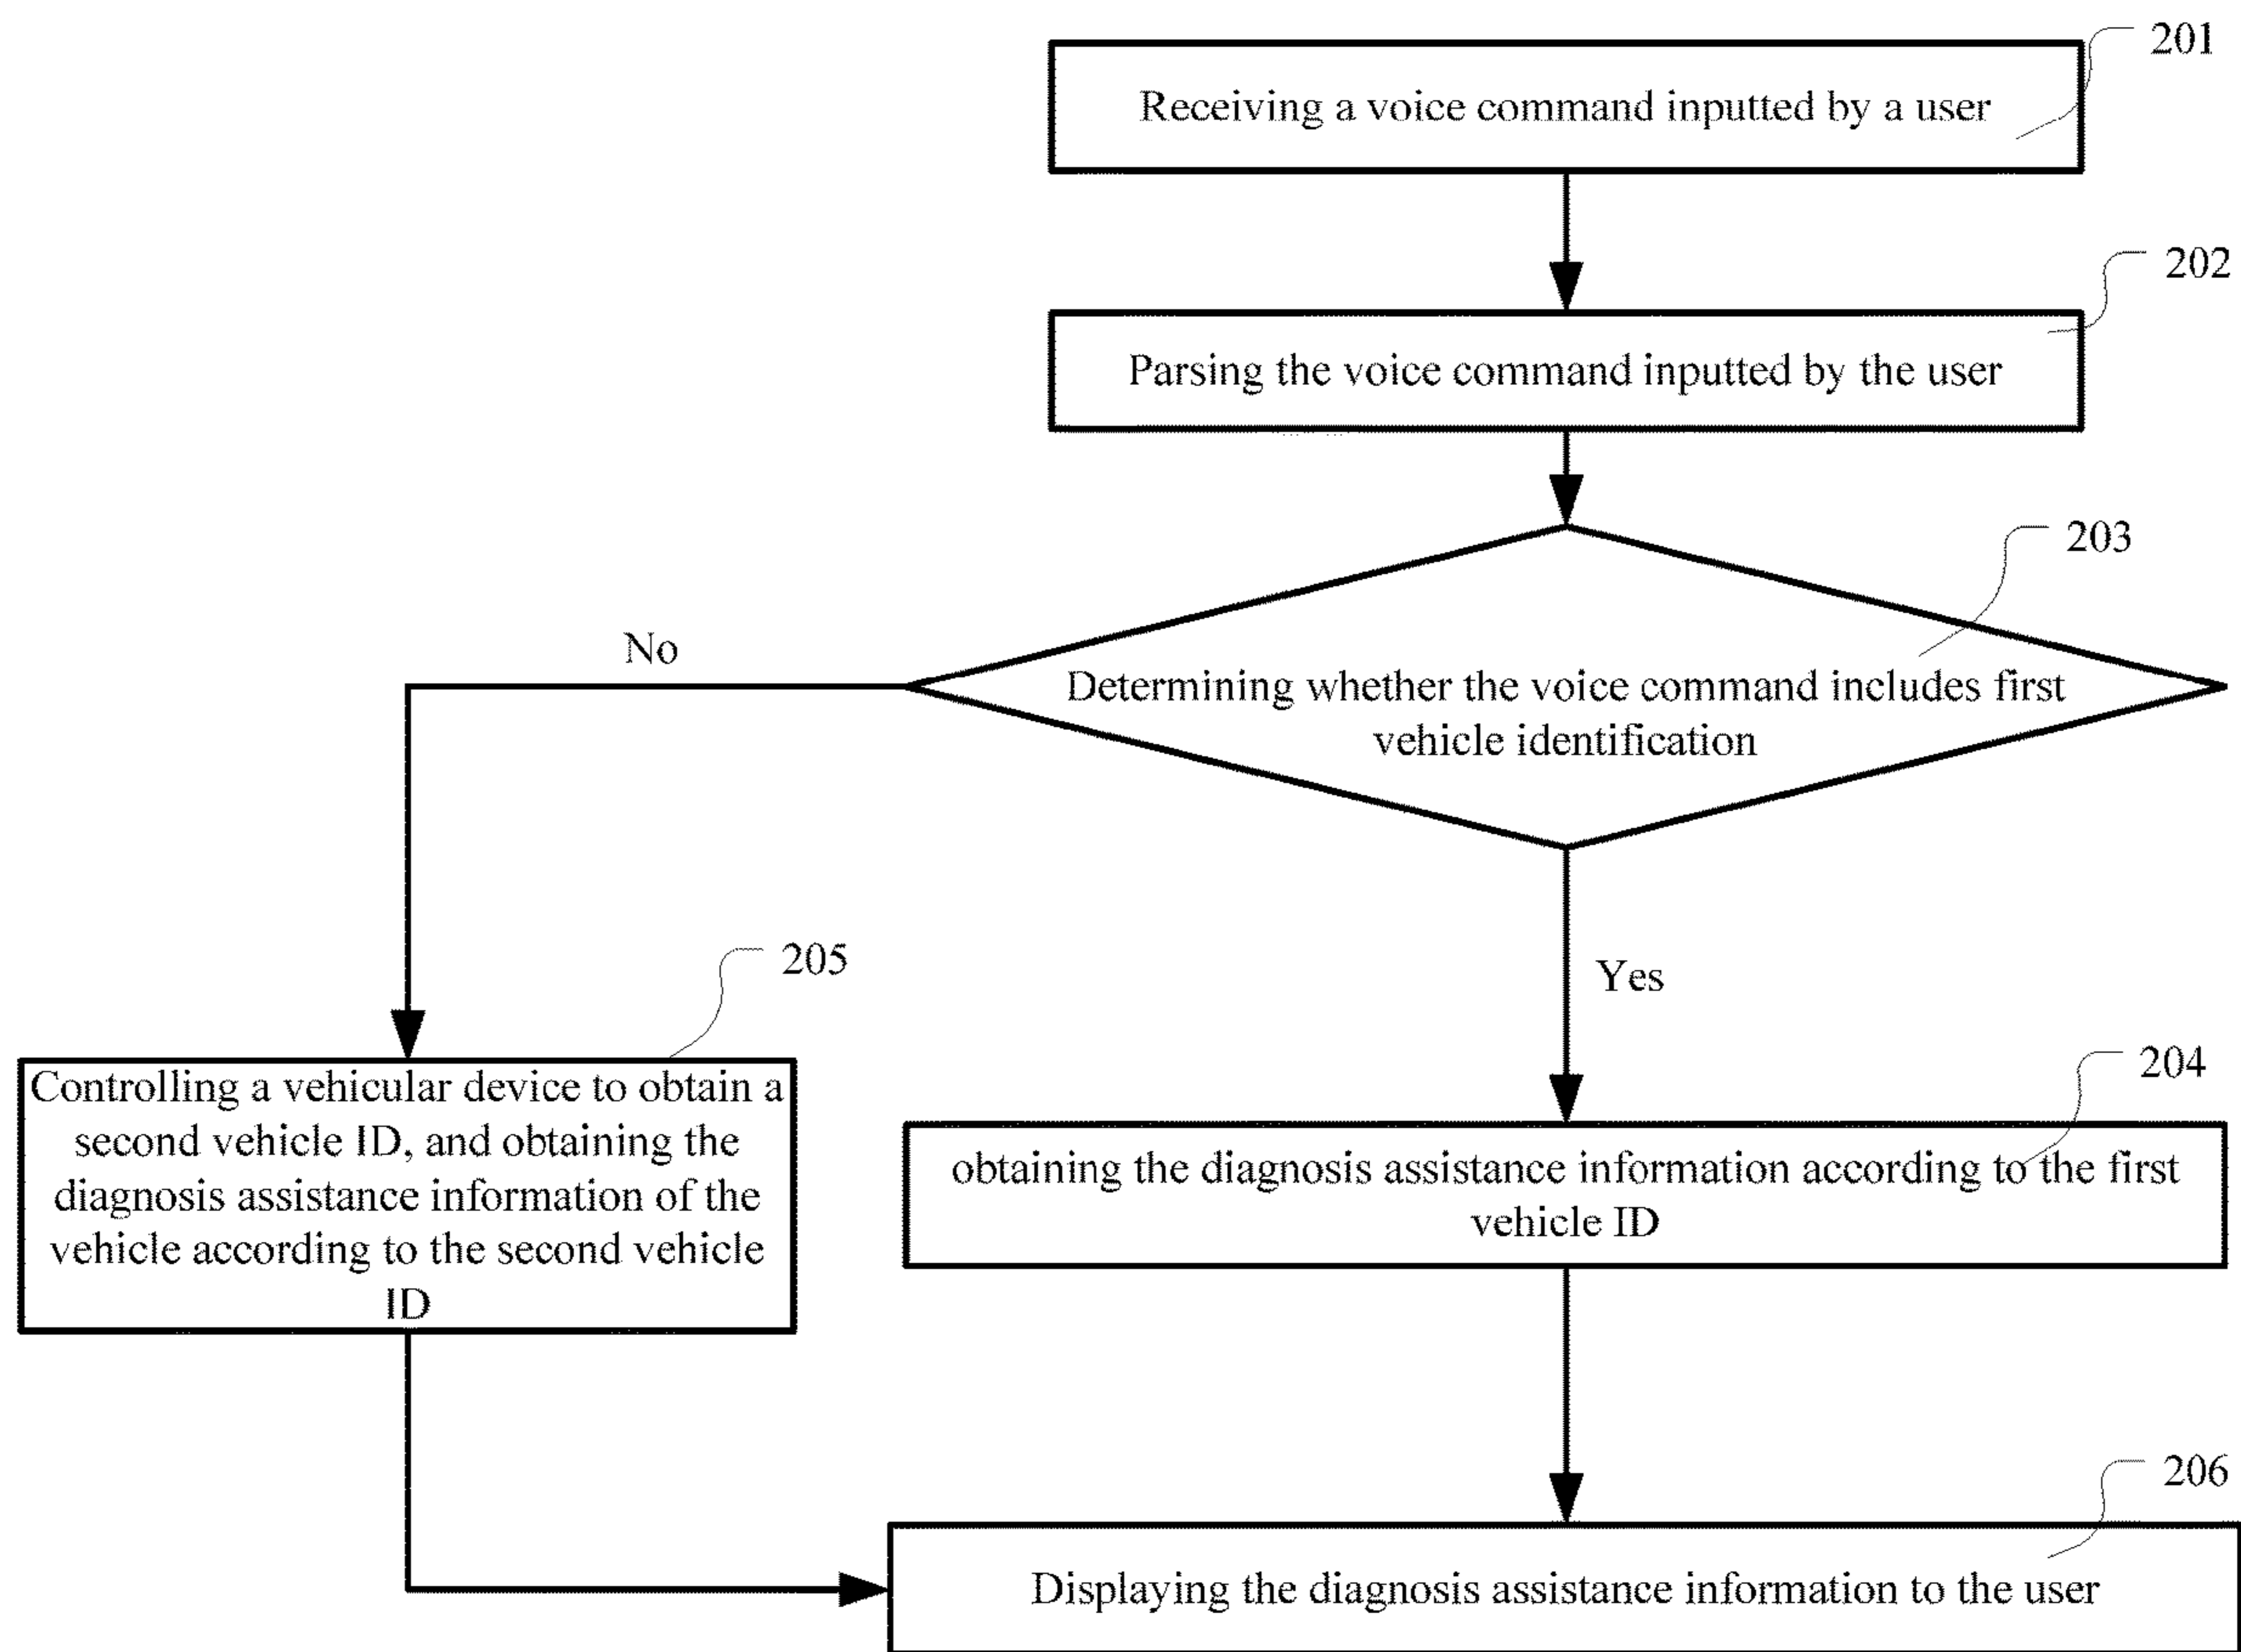 201
Receiving a voice command inputted by a user
202
Parsing the voice command inputted by the user
203
No
Determining whether the voice command includes first
vehicle identification
205
Yes
204
Controlling a vehicular device to obtain a
second vehicle ID, and obtaining the
diagnosis assistance information of the
vehicle according to the second vehicle
ID
obtaining the diagnosis assistance information according to the first
vehicle ID
206
Displaying the diagnosis assistance information to the user